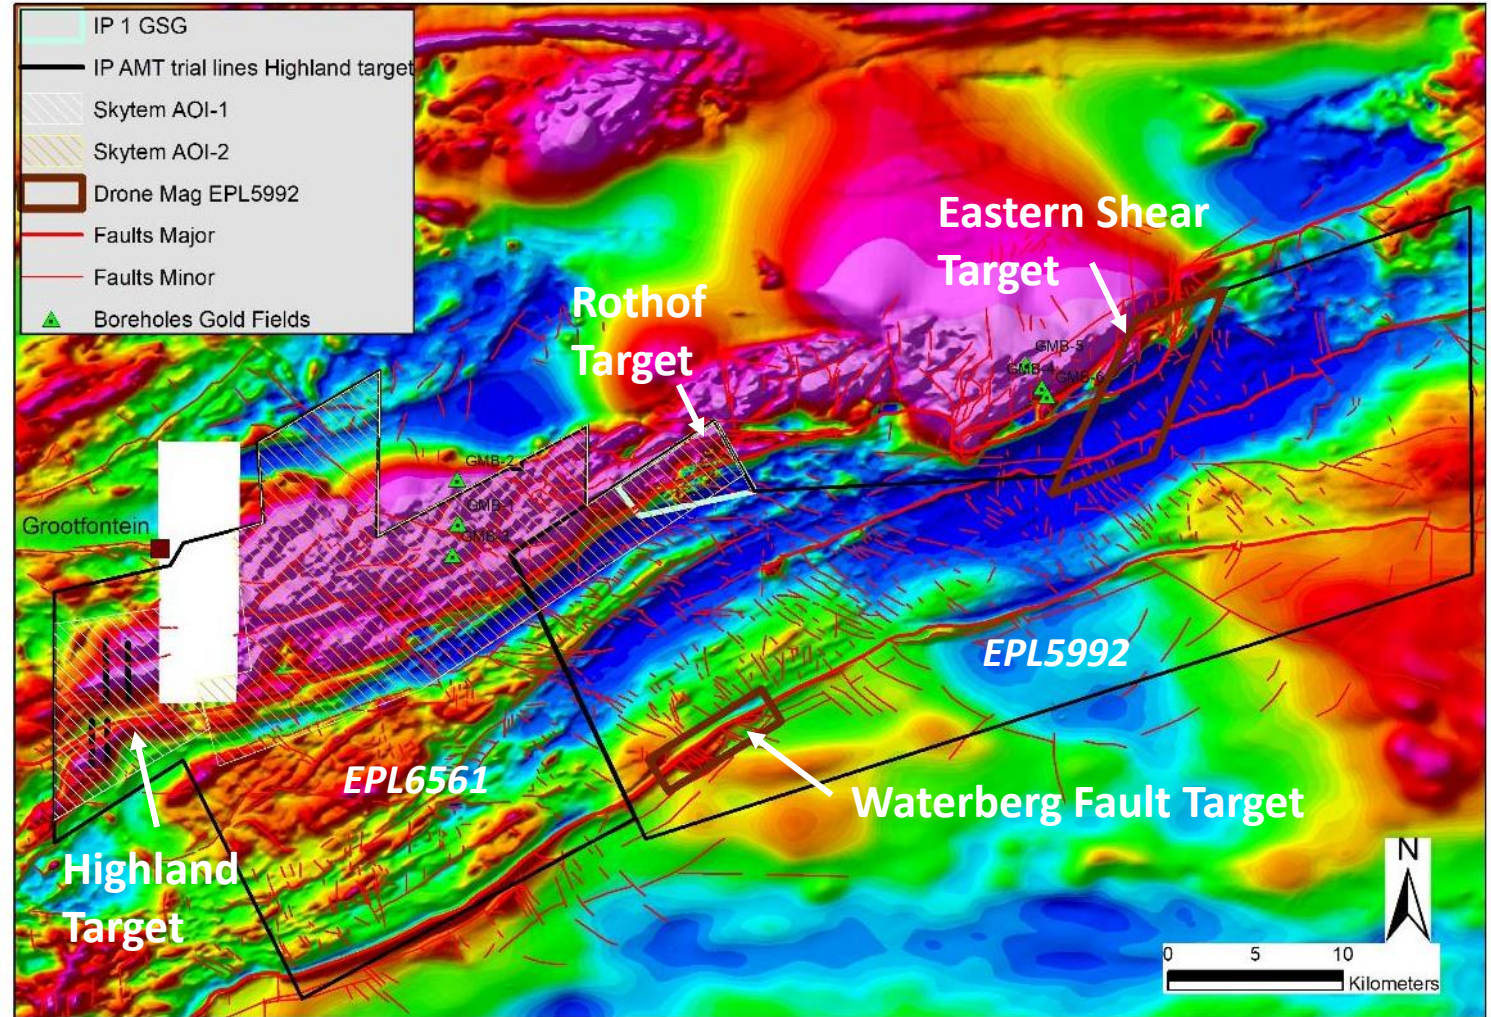 IP 1 GSG
IP AMT trial lines Highland target
Skytem AOI-1
Skytem AOI-2
Drone Mag EPL5992
Faults Major
Faults Minor
Boreholes Gold Fields
Eastern Shear
Target
Rothof
Target
GMB-5
GMB-4
GMB-6
GMB-2
GMB-1
GMB-3
Grootfontein
EPL5992
EPL6561
Waterberg Fault Target
Highland
Target
N
0 5 10
Kilometers